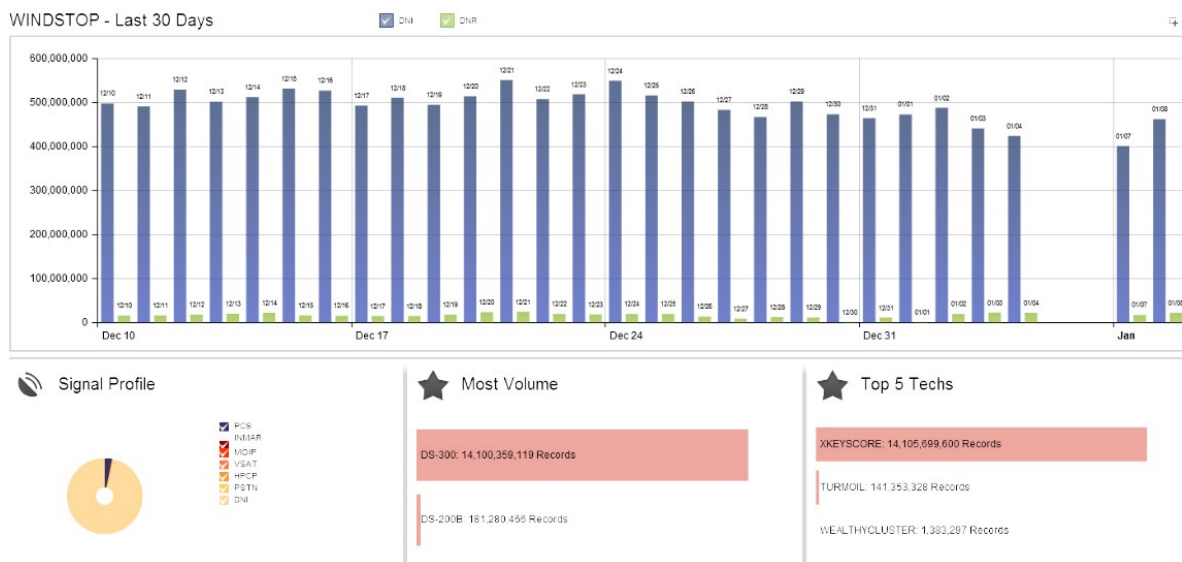 WINDSTOP - Last 30 Days
DNI
DNR
600,000,000
500,000,000
400,000,000
300,000,000
200,000,000
100,000,000
0
12/10
12/11
12/12
12/13
12/14
12/15
12/16
12/17
12/18
12/19
12/20
12/21
12/22
12/23
12/24
12/25
12/26
12/27
12/28
12/29
12/30
12/31
01/01
01/02
01/03
01/04
01/07
01/08
12/10
12/11
12/12
12/13
12/14
12/15
12/16
12/17
12/18
12/19
12/20
12/21
12/22
12/23
12/24
12/25
12/26
12/27
12/28
12/29
12/30
12/31
01/01
01/02
01/03
01/04
01/07
01/08
Dec 10
Dec 17
Dec 24
Dec 31
Jan
Signal Profile
PCS
INMAR
MOIP
VSAT
HPCP
PSTN
DNI
Most Volume
DS-300: 14,100,359,119 Records
DS-200B: 181,280,466 Records
Top 5 Techs
XKEYSCORE: 14,105,699,600 Records
TURMOIL: 141,353,328 Records
WEALTHYCLUSTER: 1,383,297 Records